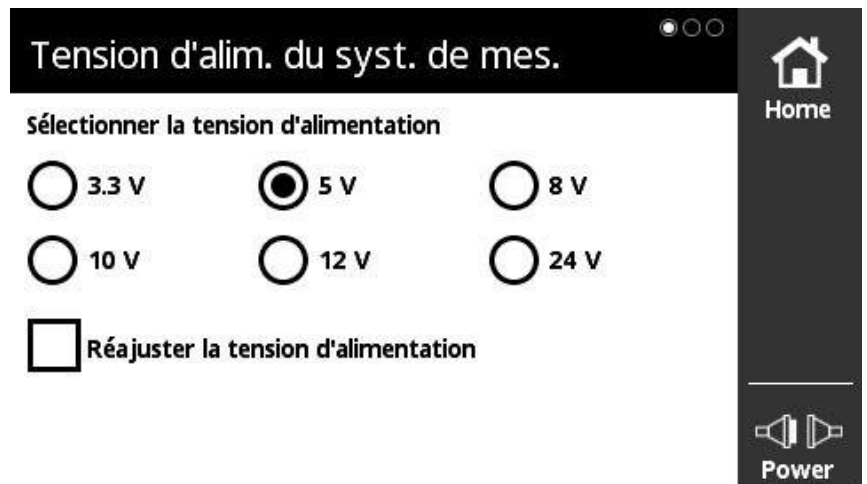 Tension d'alim. du syst. de mes.
Home
Sélectionner la tension d'alimentation
3.3 V 5 V 8 V
10 V 12 V 24 V
Réajuster la tension d'alimentation
Power